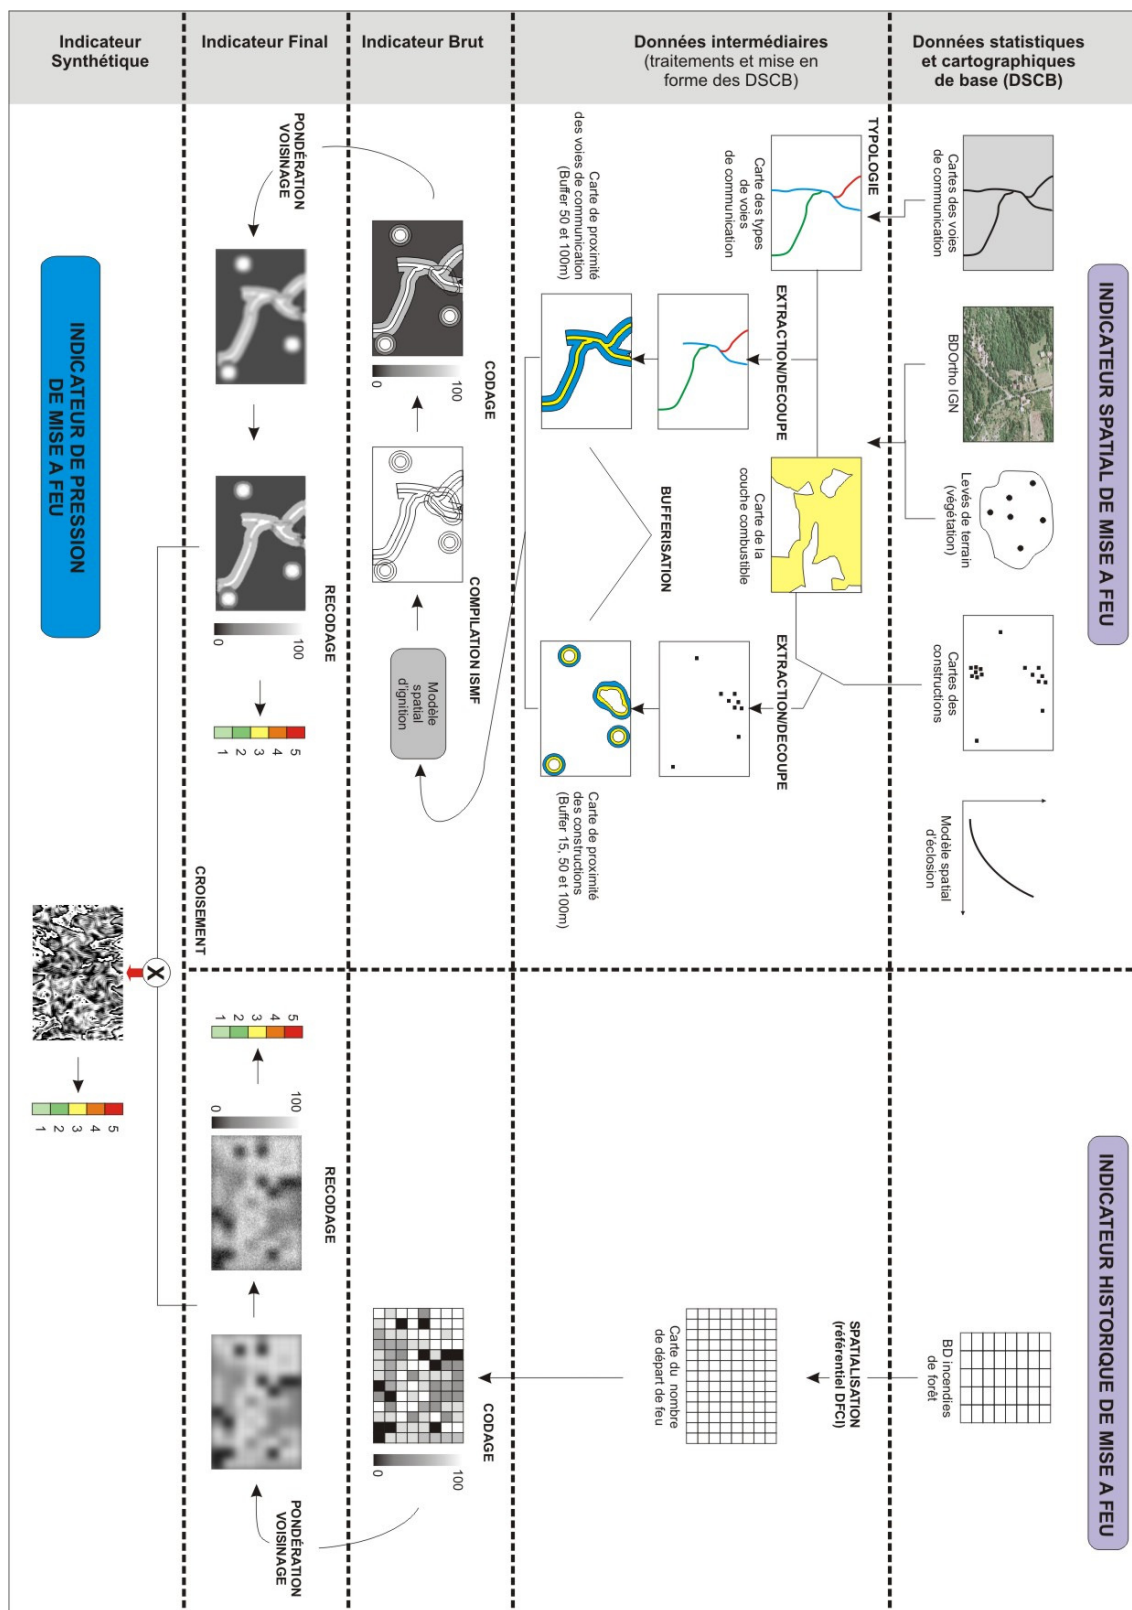 Indicateur
Synthétique
Indicateur Final
Indicateur Brut
Données intermédiaires
(traitements et mise en
forme des DSCB)
Données statistiques
et cartographiques
de base (DSCB)
INDICATEUR SPATIAL DE MISE A FEU
Cartes des voies
de communication
BDOrtho IGN
Levés de terrain
(végétation)
Cartes des
constructions
Modèle spatial
d'éclosion
TYPOLOGIE
Carte des types
de voies
de communication
EXTRACTION/DECOUPE
Carte de la
couche combustible
EXTRACTION/DECOUPE
Carte de proximité
des voies de communication
(Buffer 50 et 100m)
BUFFERISATION
Carte de proximité
des constructions
(Buffer 15, 50 et 100m)
CODAGE
0
100
COMPILATION ISMF
Modèle
spatial
d'ignition
PONDÉRATION
VOISINAGE
RECODAGE
0
100
1
2
3
4
5
INDICATEUR HISTORIQUE DE MISE A FEU
BD incendies
de forêt
SPATIALISATION
(référentiel DFCI)
Carte du nombre
de départ de feu
CODAGE
0
100
PONDÉRATION
VOISINAGE
RECODAGE
0
100
1
2
3
4
5
CROISEMENT
X
INDICATEUR DE PRESSION
DE MISE A FEU
1
2
3
4
5